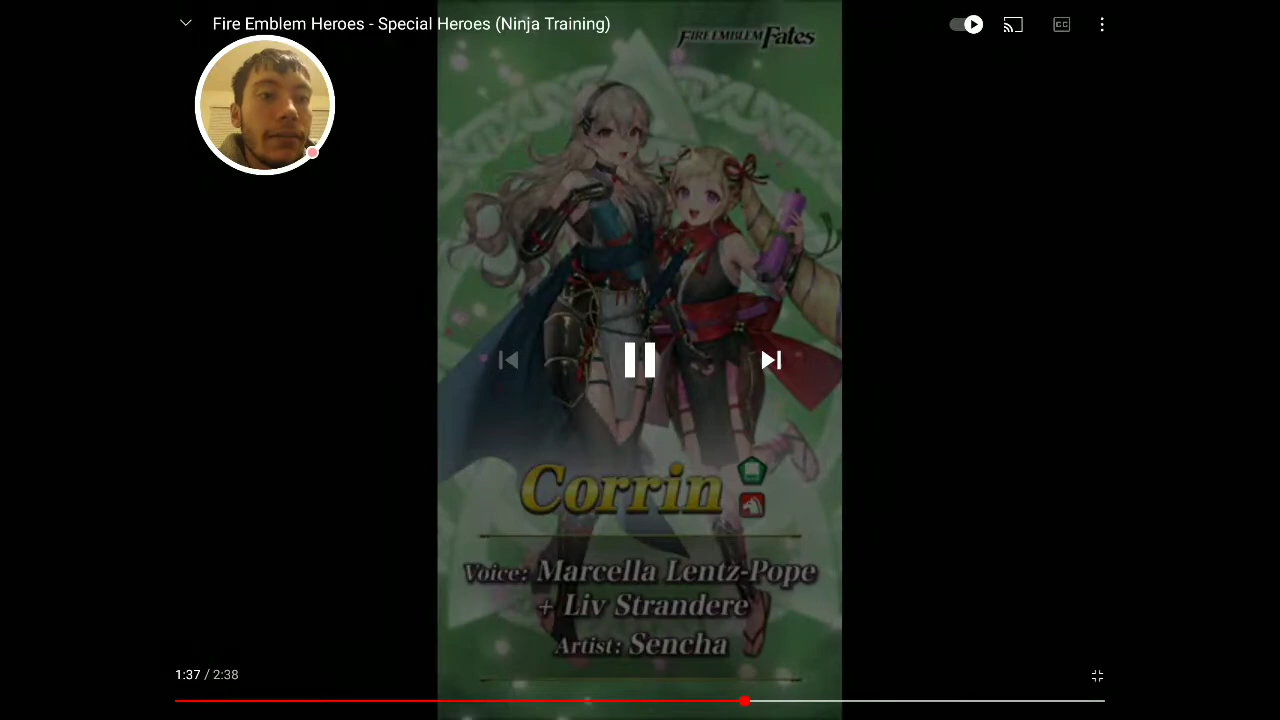 Fire Emblem Heroes - Special Heroes (Ninja Training)
CC
FIRE EMBLEM Fates
Corrin
Voice: Marcella Lentz-Pope
+ Liv Strandere
Artist: Sencha
1:37 / 2:38